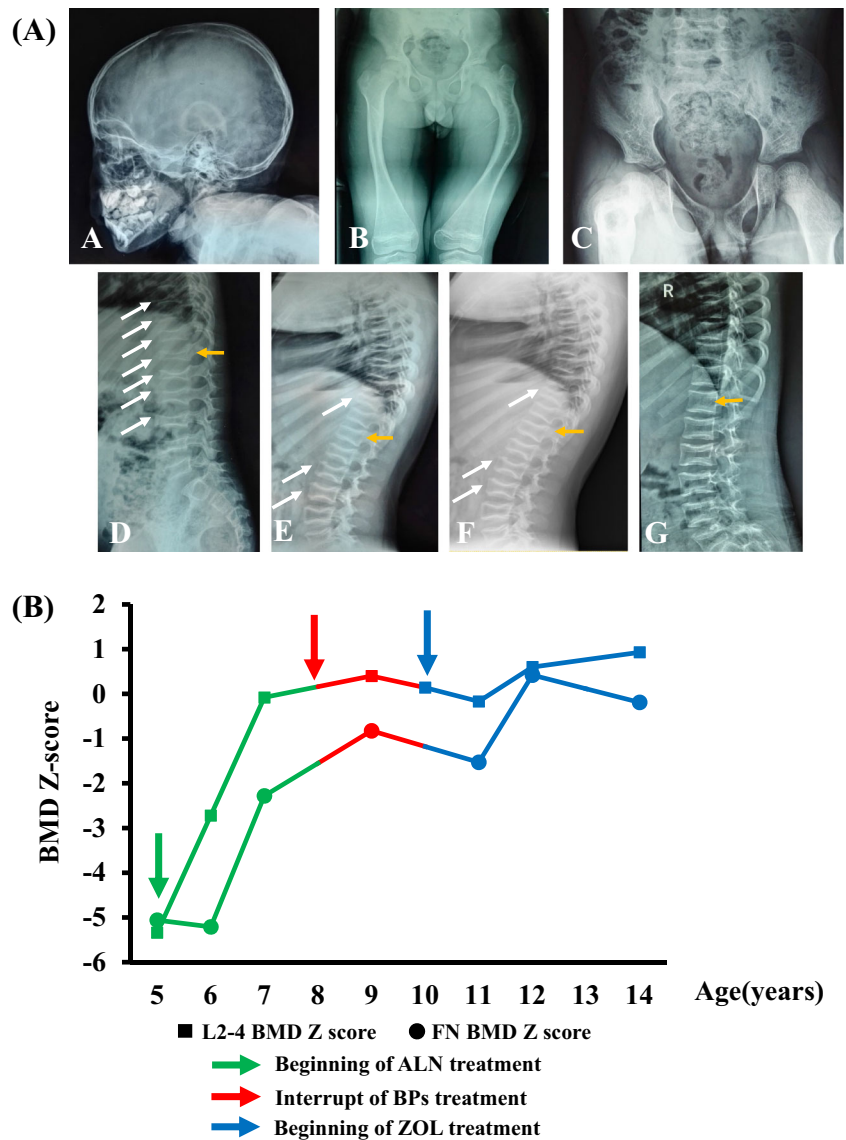 (A)
A
B
C
D
E
F
R
G
(B)
2
1
0
-1
-2
-3
-4
-5
-6
BMD Z-score
5 6 7 8 9 10 11 12 13 14 Age(years)
L2-4 BMD Z score FN BMD Z score
Beginning of ALN treatment
Interrupt of BPs treatment
Beginning of ZOL treatment